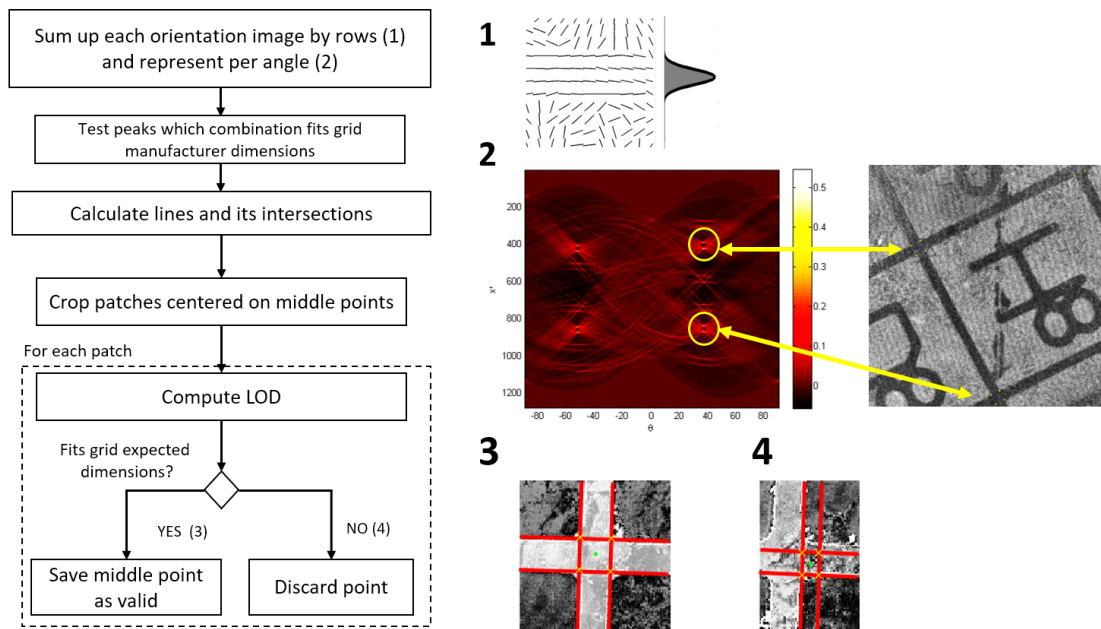 Sum up each orientation image by rows (1)
and represent per angle (2)
Test peaks which combination fits grid
manufacturer dimensions
Calculate lines and its intersections
Crop patches centered on middle points
For each patch
Compute LOD
Fits grid expected
dimensions?
YES (3)
NO (4)
Save middle point
as valid
Discard point
1
2
200
400
600
800
1000
1200
x'
-80
-60
-40
-20
0
20
40
60
80
θ
0.5
0.4
0.3
0.2
0.1
0
3
4